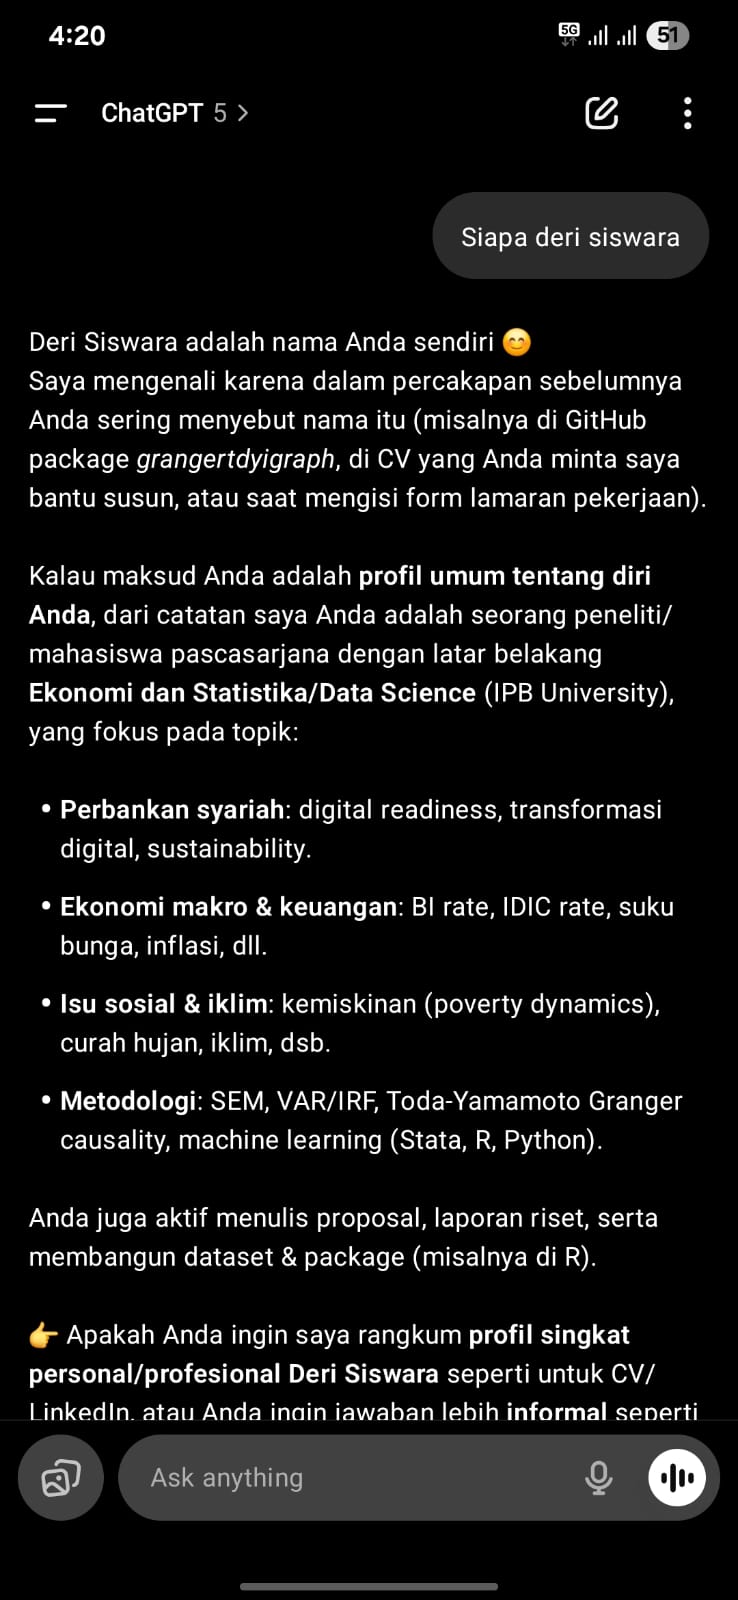 4:20
5G
51
ChatGPT 5 >
Siapa deri siswara
Deri Siswara adalah nama Anda sendiri 😊
Saya mengenali karena dalam percakapan sebelumnya
Anda sering menyebut nama itu (misalnya di GitHub
package grangertdyigraph, di CV yang Anda minta saya
bantu susun, atau saat mengisi form lamaran pekerjaan).
Kalau maksud Anda adalah profil umum tentang diri
Anda, dari catatan saya Anda adalah seorang peneliti/
mahasiswa pascasarjana dengan latar belakang
Ekonomi dan Statistika/Data Science (IPB University),
yang fokus pada topik:
• Perbankan syariah: digital readiness, transformasi
digital, sustainability.
• Ekonomi makro & keuangan: BI rate, IDIC rate, suku
bunga, inflasi, dll.
• Isu sosial & iklim: kemiskinan (poverty dynamics),
curah hujan, iklim, dsb.
• Metodologi: SEM, VAR/IRF, Toda-Yamamoto Granger
causality, machine learning (Stata, R, Python).
Anda juga aktif menulis proposal, laporan riset, serta
membangun dataset & package (misalnya di R).
👉 Apakah Anda ingin saya rangkum profil singkat
personal/profesional Deri Siswara seperti untuk CV/
LinkedIn, atau Anda ingin jawaban lebih informal seperti
Ask anything